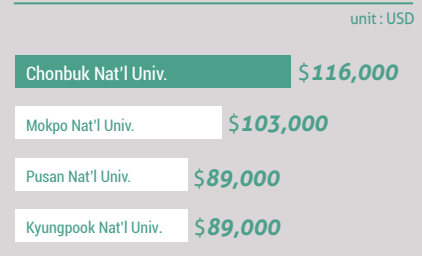 unit : USD
Chonbuk Nat'l Univ. $116,000
Mokpo Nat'l Univ. $103,000
Pusan Nat'l Univ. $89,000
Kyungpook Nat'l Univ. $89,000